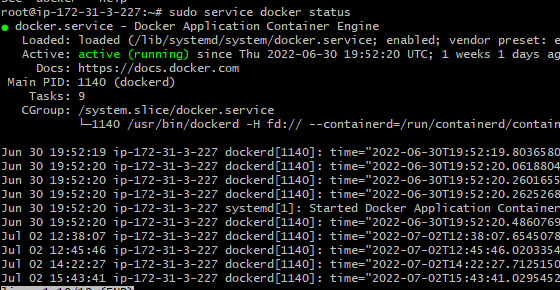 root@ip-172-31-3-227:~# sudo service docker status
● docker.service - Docker Application Container Engine
Loaded: loaded (/lib/systemd/system/docker.service; enabled; vendor preset: e
Active: active (running) since Thu 2022-06-30 19:52:20 UTC; 1 weeks 1 days ag
Docs: https://docs.docker.com
Main PID: 1140 (dockerd)
Tasks: 9
CGroup: /system.slice/docker.service
└─1140 /usr/bin/dockerd -H fd:// --containerd=/run/containerd/contain
Jun 30 19:52:19 ip-172-31-3-227 dockerd[1140]: time="2022-06-30T19:52:19.8036580
Jun 30 19:52:20 ip-172-31-3-227 dockerd[1140]: time="2022-06-30T19:52:20.0618804
Jun 30 19:52:20 ip-172-31-3-227 dockerd[1140]: time="2022-06-30T19:52:20.2601655
Jun 30 19:52:20 ip-172-31-3-227 dockerd[1140]: time="2022-06-30T19:52:20.2625268
Jun 30 19:52:20 ip-172-31-3-227 systemd[1]: Started Docker Application Container
Jun 30 19:52:20 ip-172-31-3-227 dockerd[1140]: time="2022-06-30T19:52:20.4860769
Jul 02 12:38:07 ip-172-31-3-227 dockerd[1140]: time="2022-07-02T12:38:07.6545078
Jul 02 12:45:46 ip-172-31-3-227 dockerd[1140]: time="2022-07-02T12:45:46.0203354
Jul 02 14:22:27 ip-172-31-3-227 dockerd[1140]: time="2022-07-02T14:22:27.7125150
Jul 02 15:43:41 ip-172-31-3-227 dockerd[1140]: time="2022-07-02T15:43:41.0295452